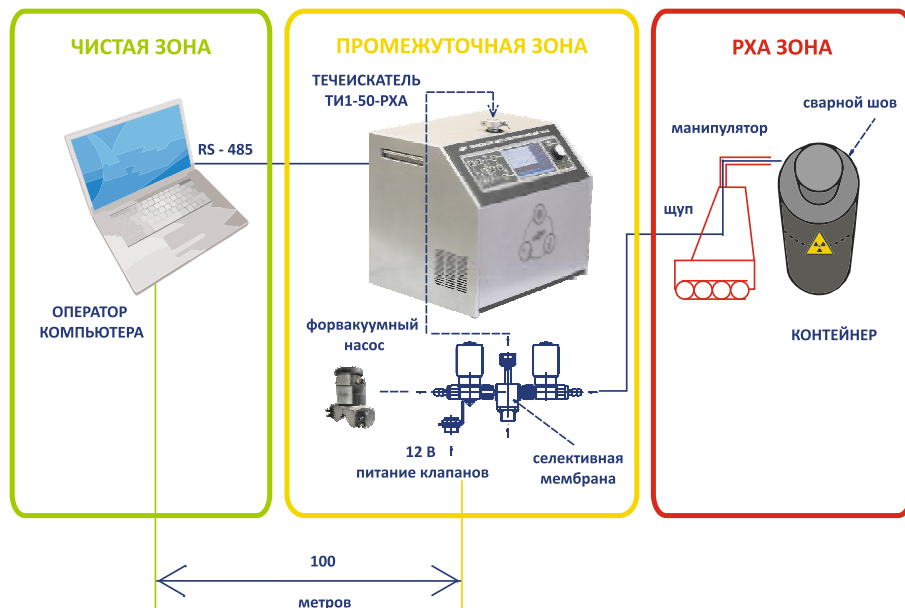 ЧИСТАЯ ЗОНА
ПРОМЕЖУТОЧНАЯ ЗОНА
РХА ЗОНА
ТЕЧЕИСКАТЕЛЬ
ТИ1-50-РХА
сварной шов
манипулятор
RS - 485
щуп
ОПЕРАТОР
КОМПЬЮТЕРА
форвакуумный
насос
КОНТЕЙНЕР
12 В
питание клапанов
селективная
мембрана
100
метров